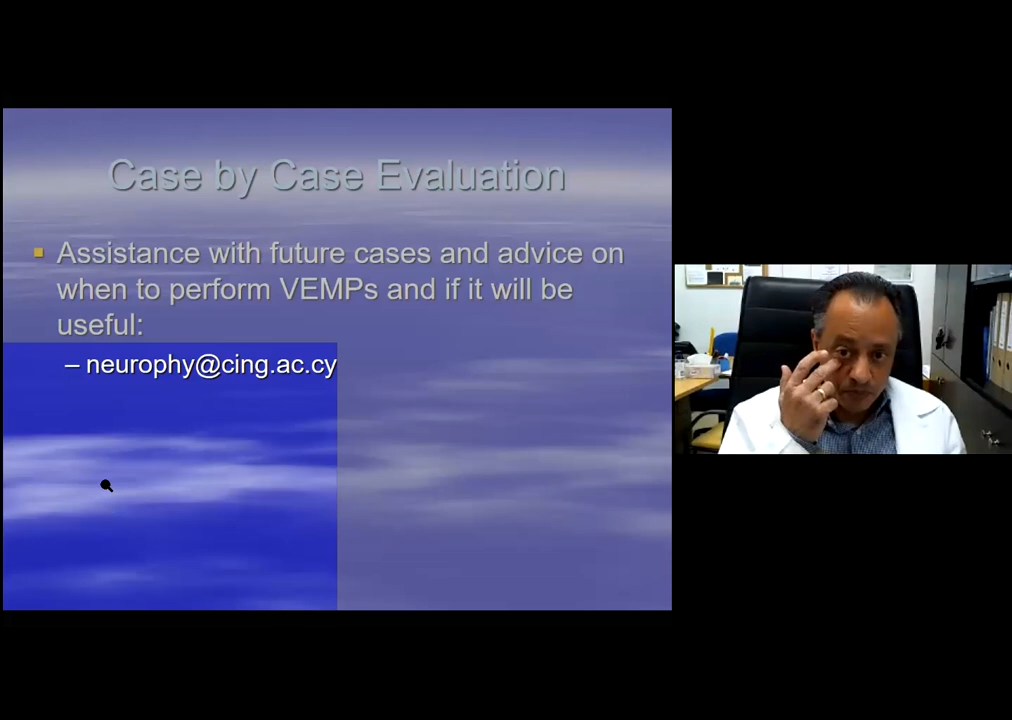 Case by Case Evaluation
Assistance with future cases and advice on
when to perform VEMPs and if it will be
useful:
– neurophy@cing.ac.cy